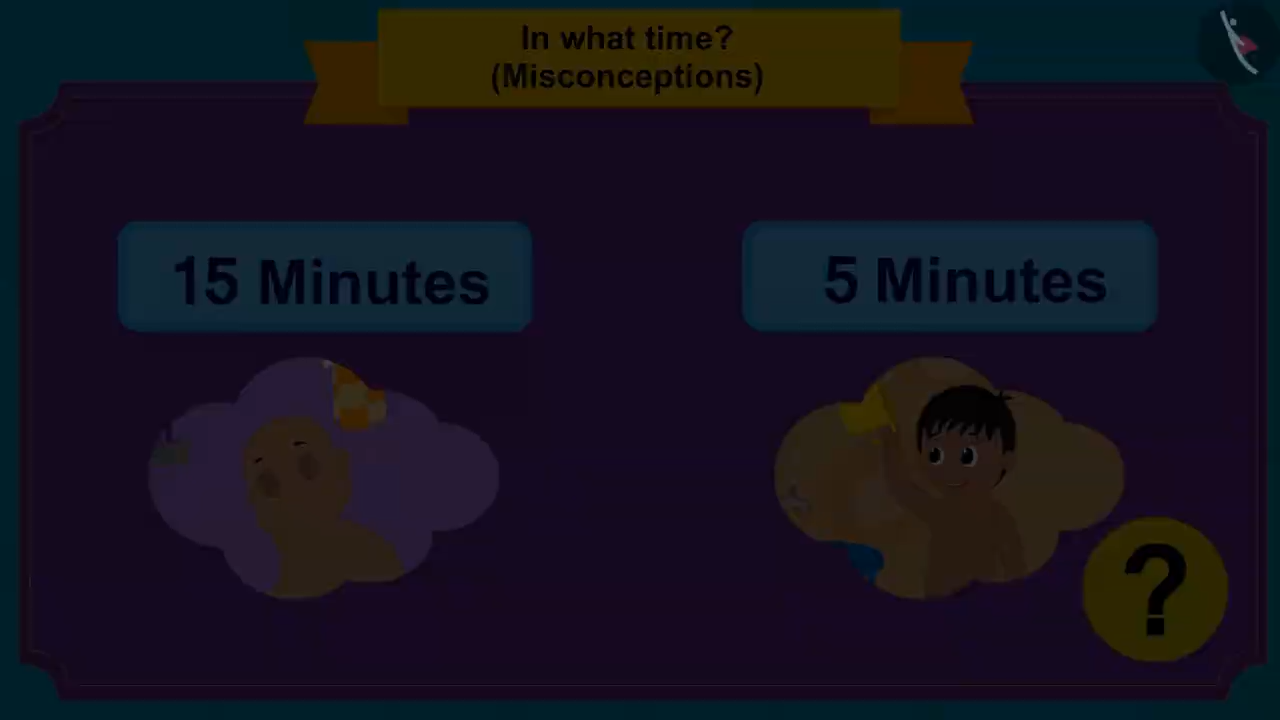 In what time?
(Misconceptions)
15 Minutes
5 Minutes
?